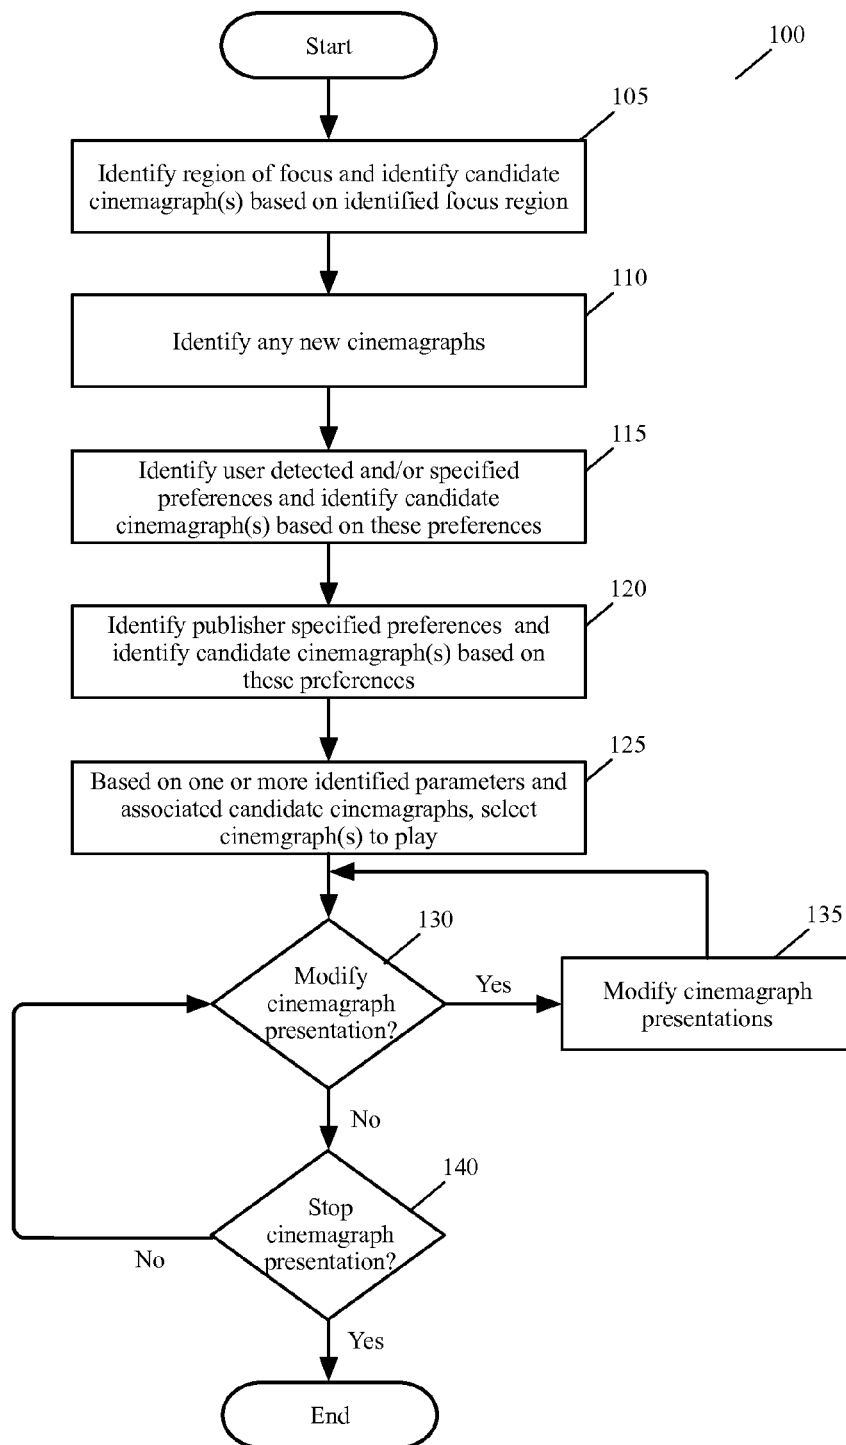 Start
100
105
Identify region of focus and identify candidate
cinemagraph(s) based on identified focus region
110
Identify any new cinemagraphs
115
Identify user detected and/or specified
preferences and identify candidate
cinemagraph(s) based on these preferences
120
Identify publisher specified preferences and
identify candidate cinemagraph(s) based on
these preferences
125
Based on one or more identified parameters and
associated candidate cinemagraphs, select
cinemgraph(s) to play
130
Modify
cinemagraph
presentation?
Yes
135
Modify cinemagraph
presentations
No
140
Stop
cinemagraph
presentation?
No
Yes
End